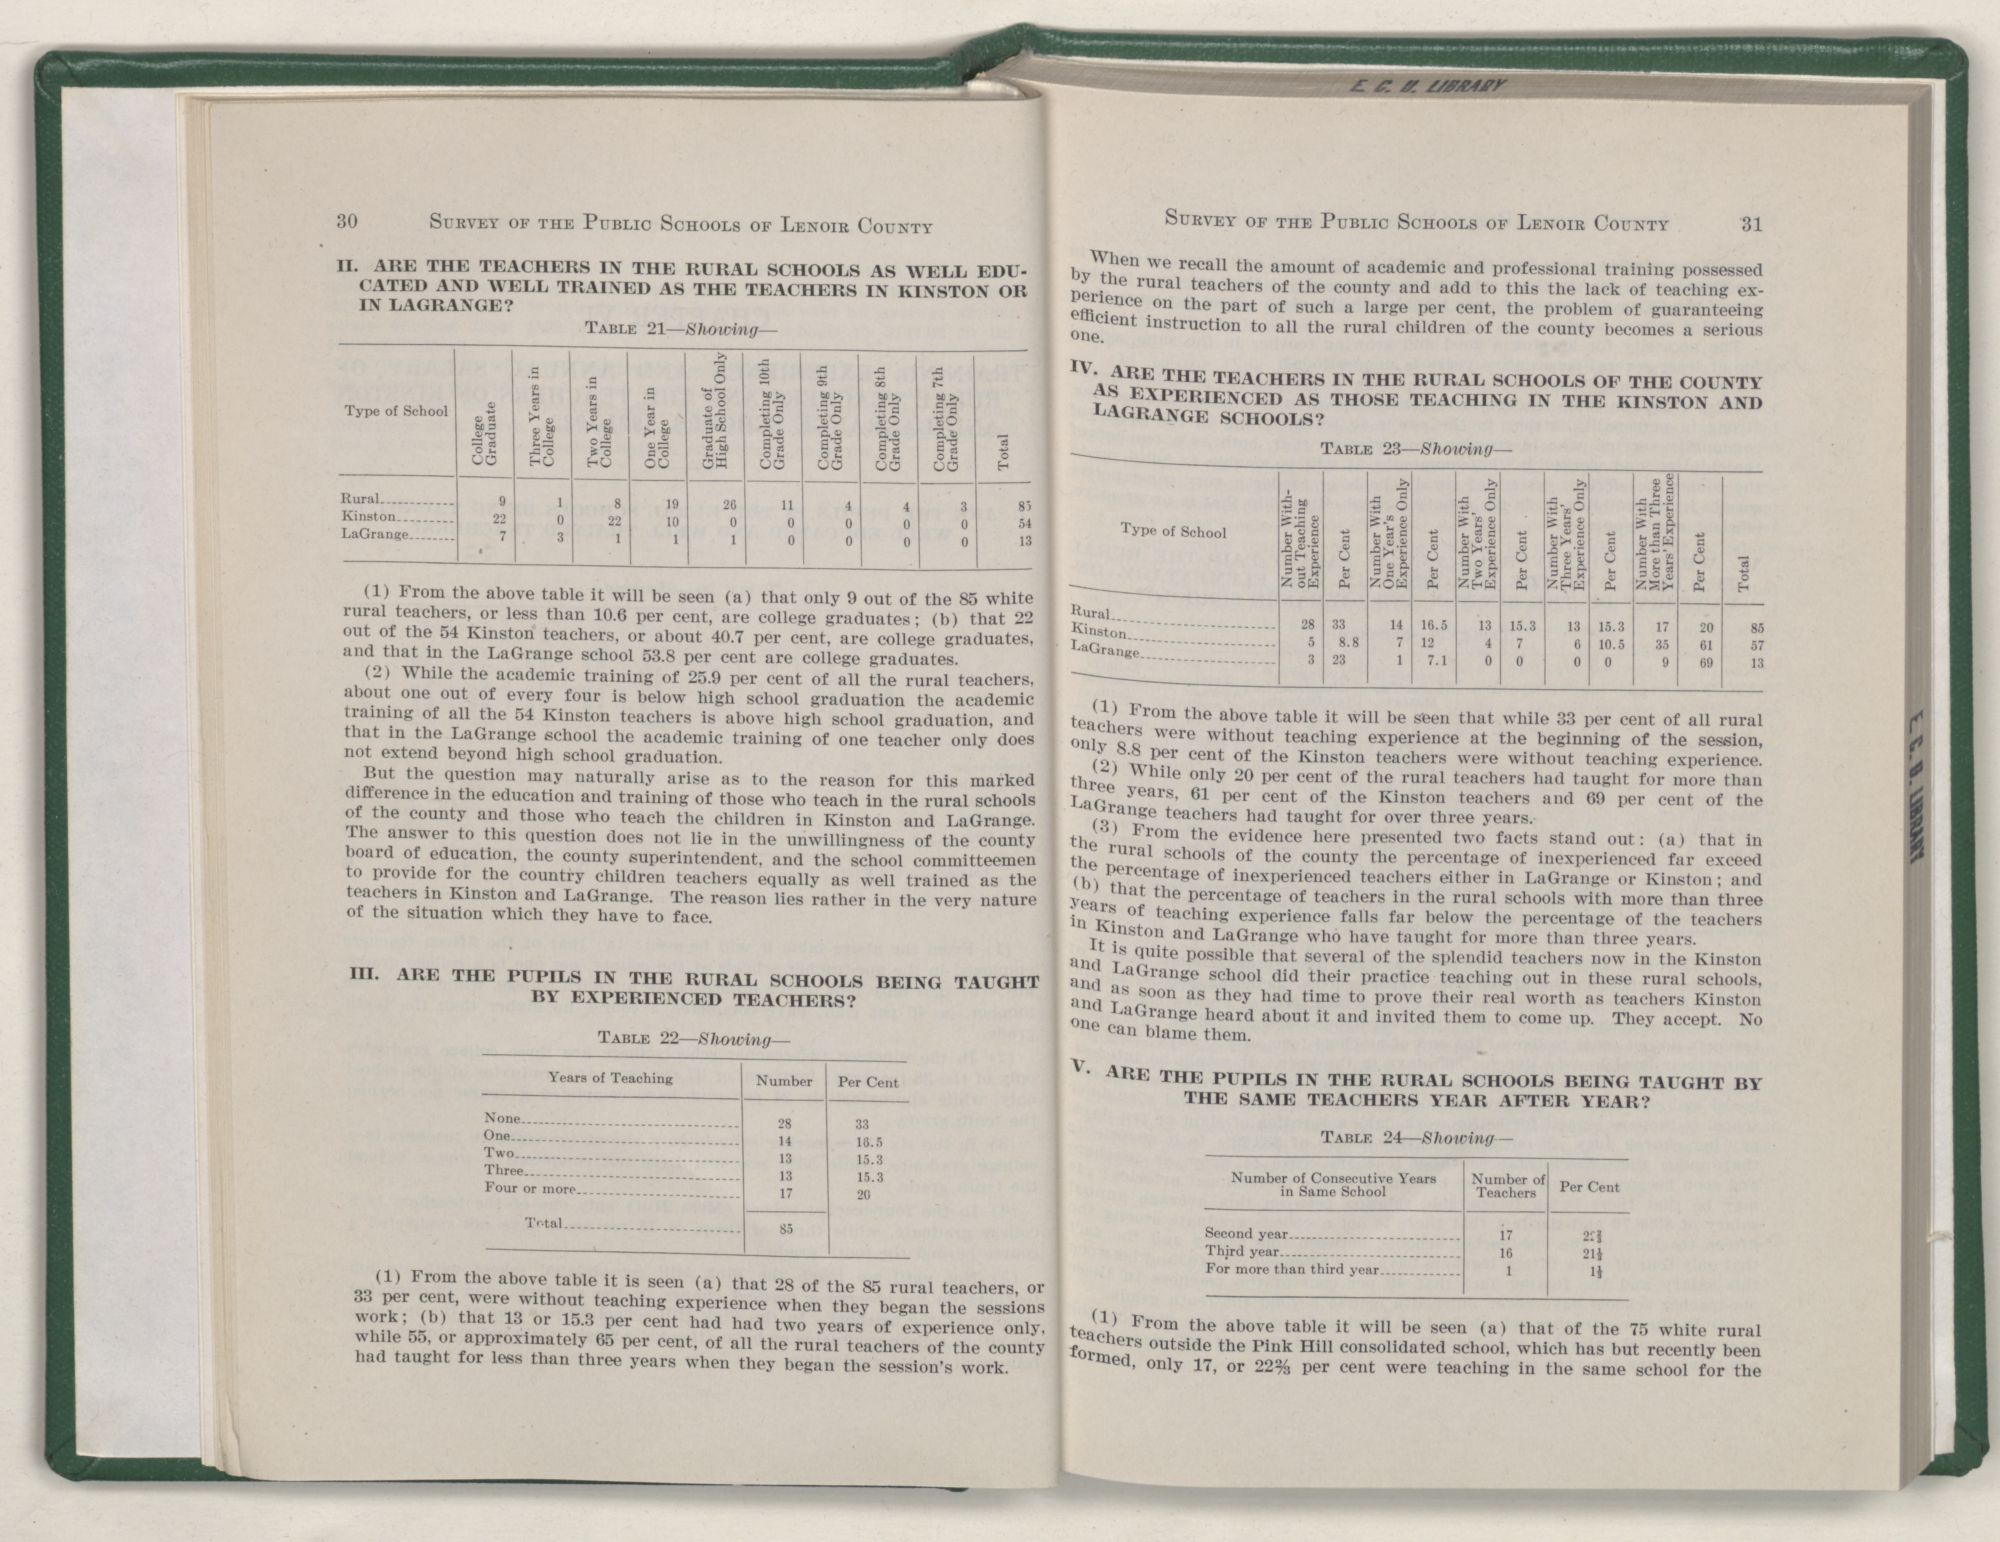 E. C. U. LIBRARY
30 SURVEY OF THE PUBLIC SCHOOLS OF LENOIR COUNTY
II. ARE THE TEACHERS IN THE RURAL SCHOOLS AS WELL EDU-
CATED AND WELL TRAINED AS THE TEACHERS IN KINSTON OR
IN LAGRANGE?
TABLE 21—Showing—
Type of School | College Graduate | Three Years in College | Two Years in College | One Year in College | Graduate of High School Only | Completing 10th Grade Only | Completing 9th Grade Only | Completing 8th Grade Only | Completing 7th Grade Only | Total
Rural 9 1 8 19 26 11 4 4 3 85
Kinston 22 0 22 10 0 0 0 0 0 54
LaGrange 7 3 1 1 1 0 0 0 0 13
(1) From the above table it will be seen (a) that only 9 out of the 85 white
rural teachers, or less than 10.6 per cent, are college graduates; (b) that 22
out of the 54 Kinston teachers, or about 40.7 per cent, are college graduates,
and that in the LaGrange school 53.8 per cent are college graduates.
(2) While the academic training of 25.9 per cent of all the rural teachers,
about one out of every four is below high school graduation the academic
training of all the 54 Kinston teachers is above high school graduation, and
that in the LaGrange school the academic training of one teacher only does
not extend beyond high school graduation.
But the question may naturally arise as to the reason for this marked
difference in the education and training of those who teach in the rural schools
of the county and those who teach the children in Kinston and LaGrange.
The answer to this question does not lie in the unwillingness of the county
board of education, the county superintendent, and the school committeemen
to provide for the country children teachers equally as well trained as the
teachers in Kinston and LaGrange. The reason lies rather in the very nature
of the situation which they have to face.
III. ARE THE PUPILS IN THE RURAL SCHOOLS BEING TAUGHT
BY EXPERIENCED TEACHERS?
TABLE 22—Showing—
Years of Teaching | Number | Per Cent
None 28 33
One 14 16.5
Two 13 15.3
Three 13 15.3
Four or more 17 20
Total 85
(1) From the above table it is seen (a) that 28 of the 85 rural teachers, or
33 per cent, were without teaching experience when they began the sessions
work; (b) that 13 or 15.3 per cent had had two years of experience only,
while 55, or approximately 65 per cent, of all the rural teachers of the county
had taught for less than three years when they began the session's work.
SURVEY OF THE PUBLIC SCHOOLS OF LENOIR COUNTY 31
When we recall the amount of academic and professional training possessed
by the rural teachers of the county and add to this the lack of teaching ex-
perience on the part of such a large per cent, the problem of guaranteeing
efficient instruction to all the rural children of the county becomes a serious
one.
IV. ARE THE TEACHERS IN THE RURAL SCHOOLS OF THE COUNTY
AS EXPERIENCED AS THOSE TEACHING IN THE KINSTON AND
LAGRANGE SCHOOLS?
TABLE 23—Showing—
Type of School | Number With-out Teaching Experience | Per Cent | Number With One Year's Experience Only | Per Cent | Number With Two Years' Experience Only | Per Cent | Number With Three Years' Experience Only | Per Cent | Number With More than Three Years' Experience | Per Cent | Total
Rural 28 33 14 16.5 13 15.3 13 15.3 17 20 85
Kinston 5 8.8 7 12 4 7 6 10.5 35 61 57
LaGrange 3 23 1 7.1 0 0 0 0 9 69 13
(1) From the above table it will be seen that while 33 per cent of all rural
teachers were without teaching experience at the beginning of the session,
only 8.8 per cent of the Kinston teachers were without teaching experience.
(2) While only 20 per cent of the rural teachers had taught for more than
three years, 61 per cent of the Kinston teachers and 69 per cent of the
LaGrange teachers had taught for over three years.
(3) From the evidence here presented two facts stand out: (a) that in
the rural schools of the county the percentage of inexperienced far exceed
the percentage of inexperienced teachers either in LaGrange or Kinston; and
(b) that the percentage of teachers in the rural schools with more than three
years of teaching experience falls far below the percentage of the teachers
in Kinston and LaGrange who have taught for more than three years.
It is quite possible that several of the splendid teachers now in the Kinston
and LaGrange school did their practice teaching out in these rural schools,
and as soon as they had time to prove their real worth as teachers Kinston
and LaGrange heard about it and invited them to come up. They accept. No
one can blame them.
V. ARE THE PUPILS IN THE RURAL SCHOOLS BEING TAUGHT BY
THE SAME TEACHERS YEAR AFTER YEAR?
TABLE 24—Showing—
Number of Consecutive Years in Same School | Number of Teachers | Per Cent
Second year 17 22⅔
Third year 16 21⅓
For more than third year 1 1⅓
(1) From the above table it will be seen (a) that of the 75 white rural
teachers outside the Pink Hill consolidated school, which has but recently been
formed, only 17, or 22⅔ per cent were teaching in the same school for the
E. C. U. LIBRARY